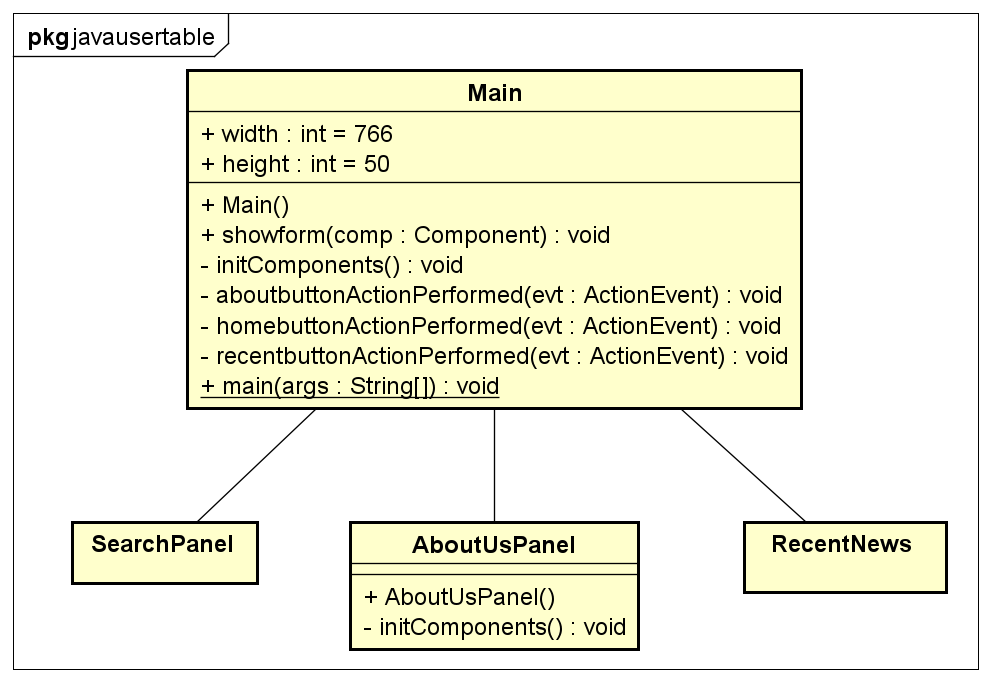 pkg javausertable
Main
+ width : int = 766
+ height : int = 50
+ Main()
+ showform(comp : Component) : void
- initComponents() : void
- aboutbuttonActionPerformed(evt : ActionEvent) : void
- homebuttonActionPerformed(evt : ActionEvent) : void
- recentbuttonActionPerformed(evt : ActionEvent) : void
+ main(args : String[]) : void
SearchPanel
AboutUsPanel
+ AboutUsPanel()
- initComponents() : void
RecentNews